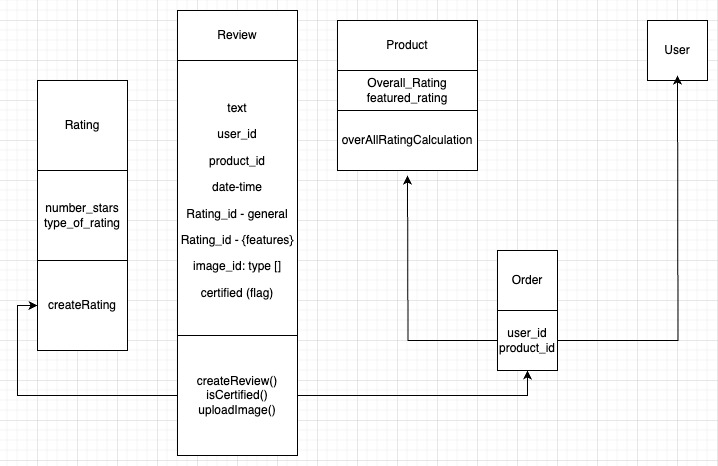 Rating
number_stars
type_of_rating
createRating
Review
text
user_id
product_id
date-time
Rating_id - general
Rating_id - {features}
image_id: type []
certified (flag)
createReview()
isCertified()
uploadImage()
Product
Overall_Rating
featured_rating
overAllRatingCalculation
Order
user_id
product_id
User